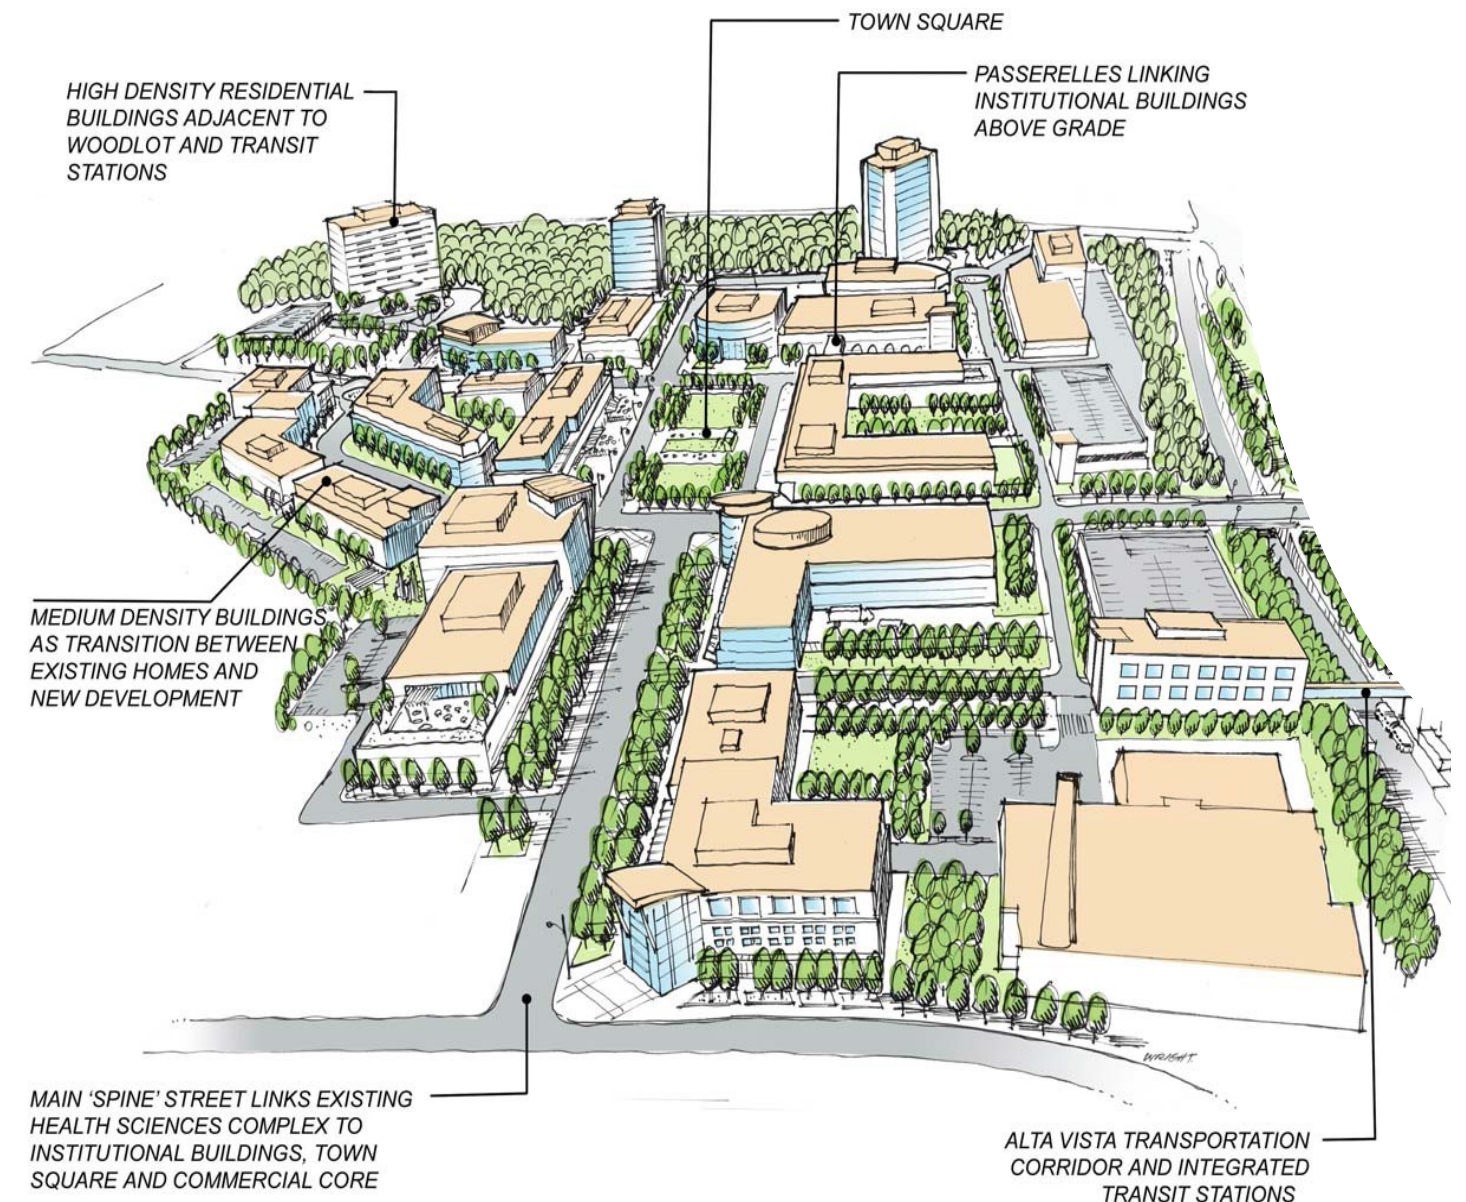 TOWN SQUARE
PASSERELLES LINKING
INSTITUTIONAL BUILDINGS
ABOVE GRADE
HIGH DENSITY RESIDENTIAL
BUILDINGS ADJACENT TO
WOODLOT AND TRANSIT
STATIONS
MEDIUM DENSITY BUILDINGS
AS TRANSITION BETWEEN
EXISTING HOMES AND
NEW DEVELOPMENT
WRIGHT.
MAIN ‘SPINE’ STREET LINKS EXISTING
HEALTH SCIENCES COMPLEX TO
INSTITUTIONAL BUILDINGS, TOWN
SQUARE AND COMMERCIAL CORE
ALTA VISTA TRANSPORTATION
CORRIDOR AND INTEGRATED
TRANSIT STATIONS